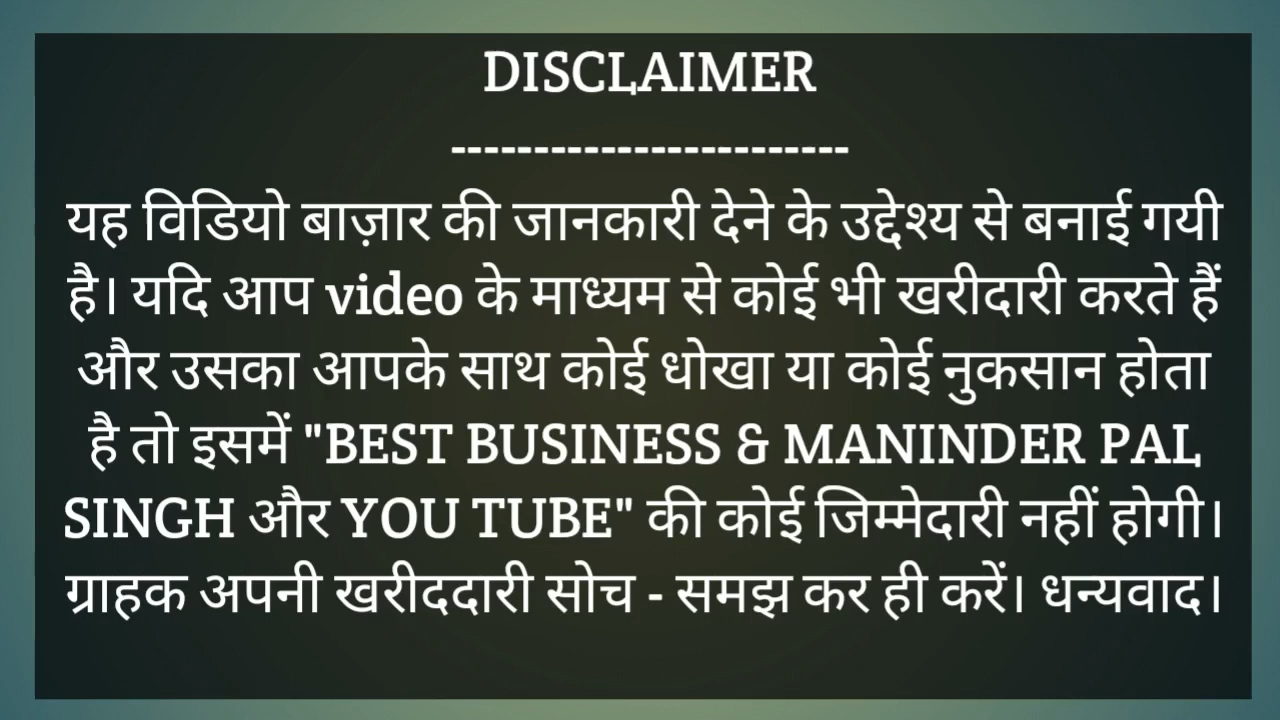 DISCLAIMER
------------------------
यह विडियो बाज़ार की जानकारी देने के उद्देश्य से बनाई गयी
है। यदि आप video के माध्यम से कोई भी खरीदारी करते हैं
और उसका आपके साथ कोई धोखा या कोई नुकसान होता
है तो इसमें "BEST BUSINESS & MANINDER PAL
SINGH और YOU TUBE" की कोई जिम्मेदारी नहीं होगी।
ग्राहक अपनी खरीददारी सोच - समझ कर ही करें। धन्यवाद।